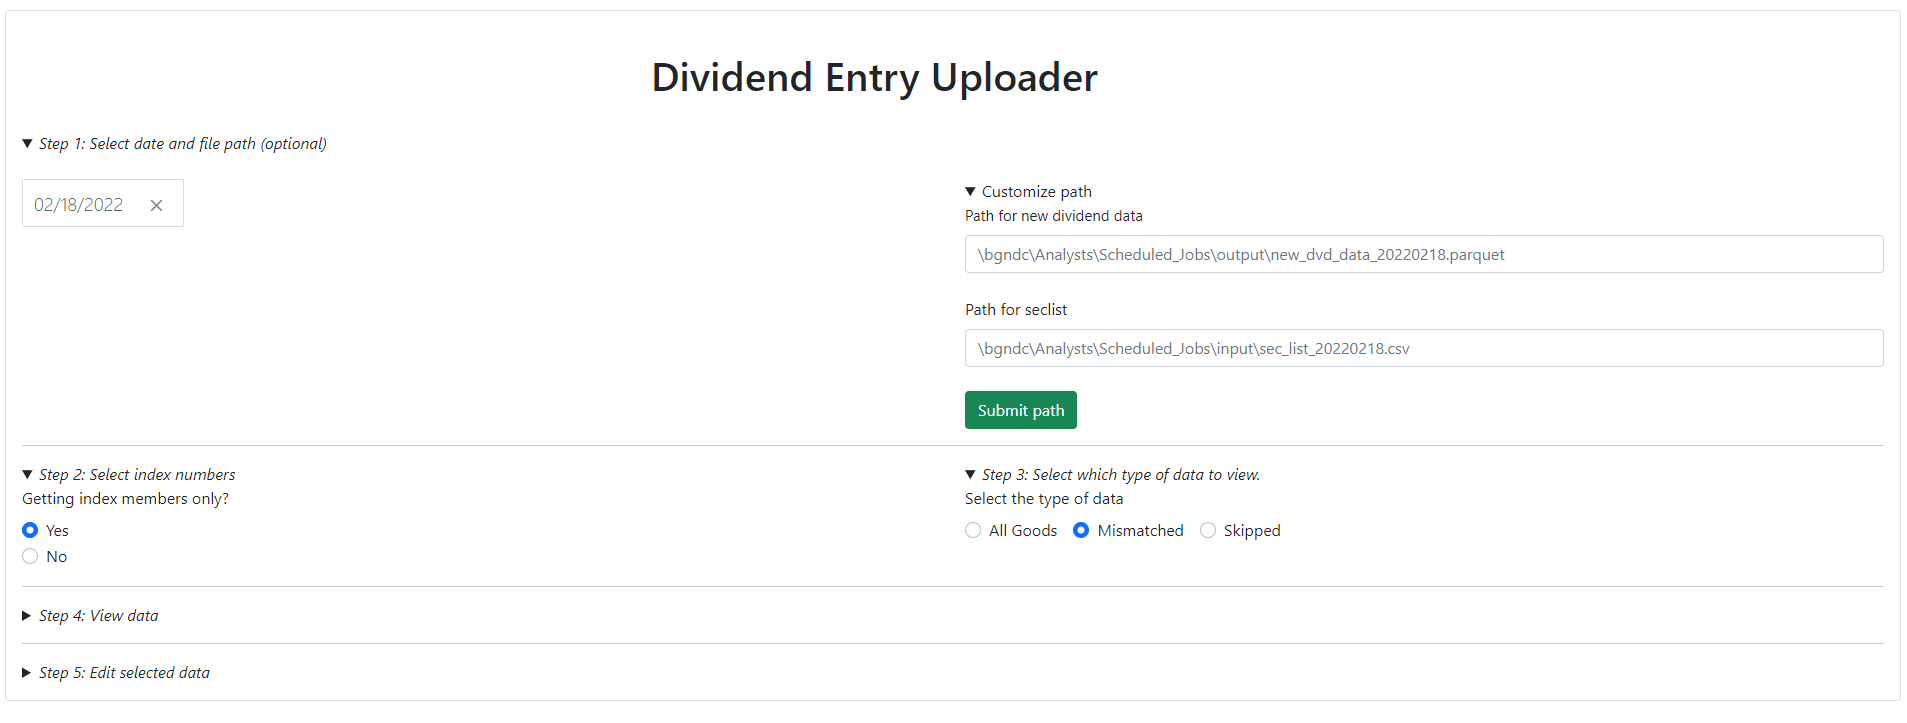 Dividend Entry Uploader
Step 1: Select date and file path (optional)
02/18/2022
Customize path
Path for new dividend data
\bgndc\Analysts\Scheduled_Jobs\output\new_dvd_data_20220218.parquet
Path for seclist
\bgndc\Analysts\Scheduled_Jobs\input\sec_list_20220218.csv
Submit path
Step 2: Select index numbers
Getting index members only?
Yes
No
Step 3: Select which type of data to view.
Select the type of data
All Goods Mismatched Skipped
Step 4: View data
Step 5: Edit selected data